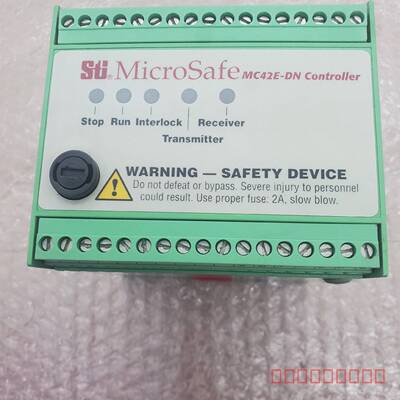 STI® MicroSafe MC42E-DN Controller
Stop Run Interlock Receiver
Transmitter
WARNING — SAFETY DEVICE
Do not defeat or bypass. Severe injury to personnel
could result. Use proper fuse: 2A, slow blow.